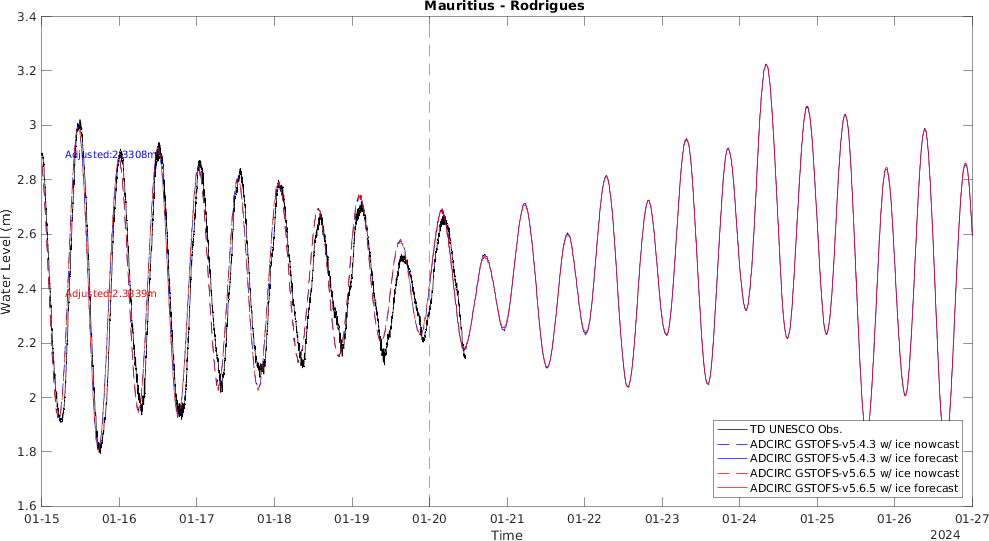 Mauritius - Rodrigues
3.4
3.2
3
2.8
2.6
2.4
2.2
2
1.8
1.6
Water Level (m)
Adjusted:2.3308m
Adjusted:2.3339m
TD UNESCO Obs.
ADCIRC GSTOFS-v5.4.3 w/ ice nowcast
ADCIRC GSTOFS-v5.4.3 w/ ice forecast
ADCIRC GSTOFS-v5.6.5 w/ ice nowcast
ADCIRC GSTOFS-v5.6.5 w/ ice forecast
01-15 01-16 01-17 01-18 01-19 01-20 01-21 01-22 01-23 01-24 01-25 01-26 01-27
Time
2024